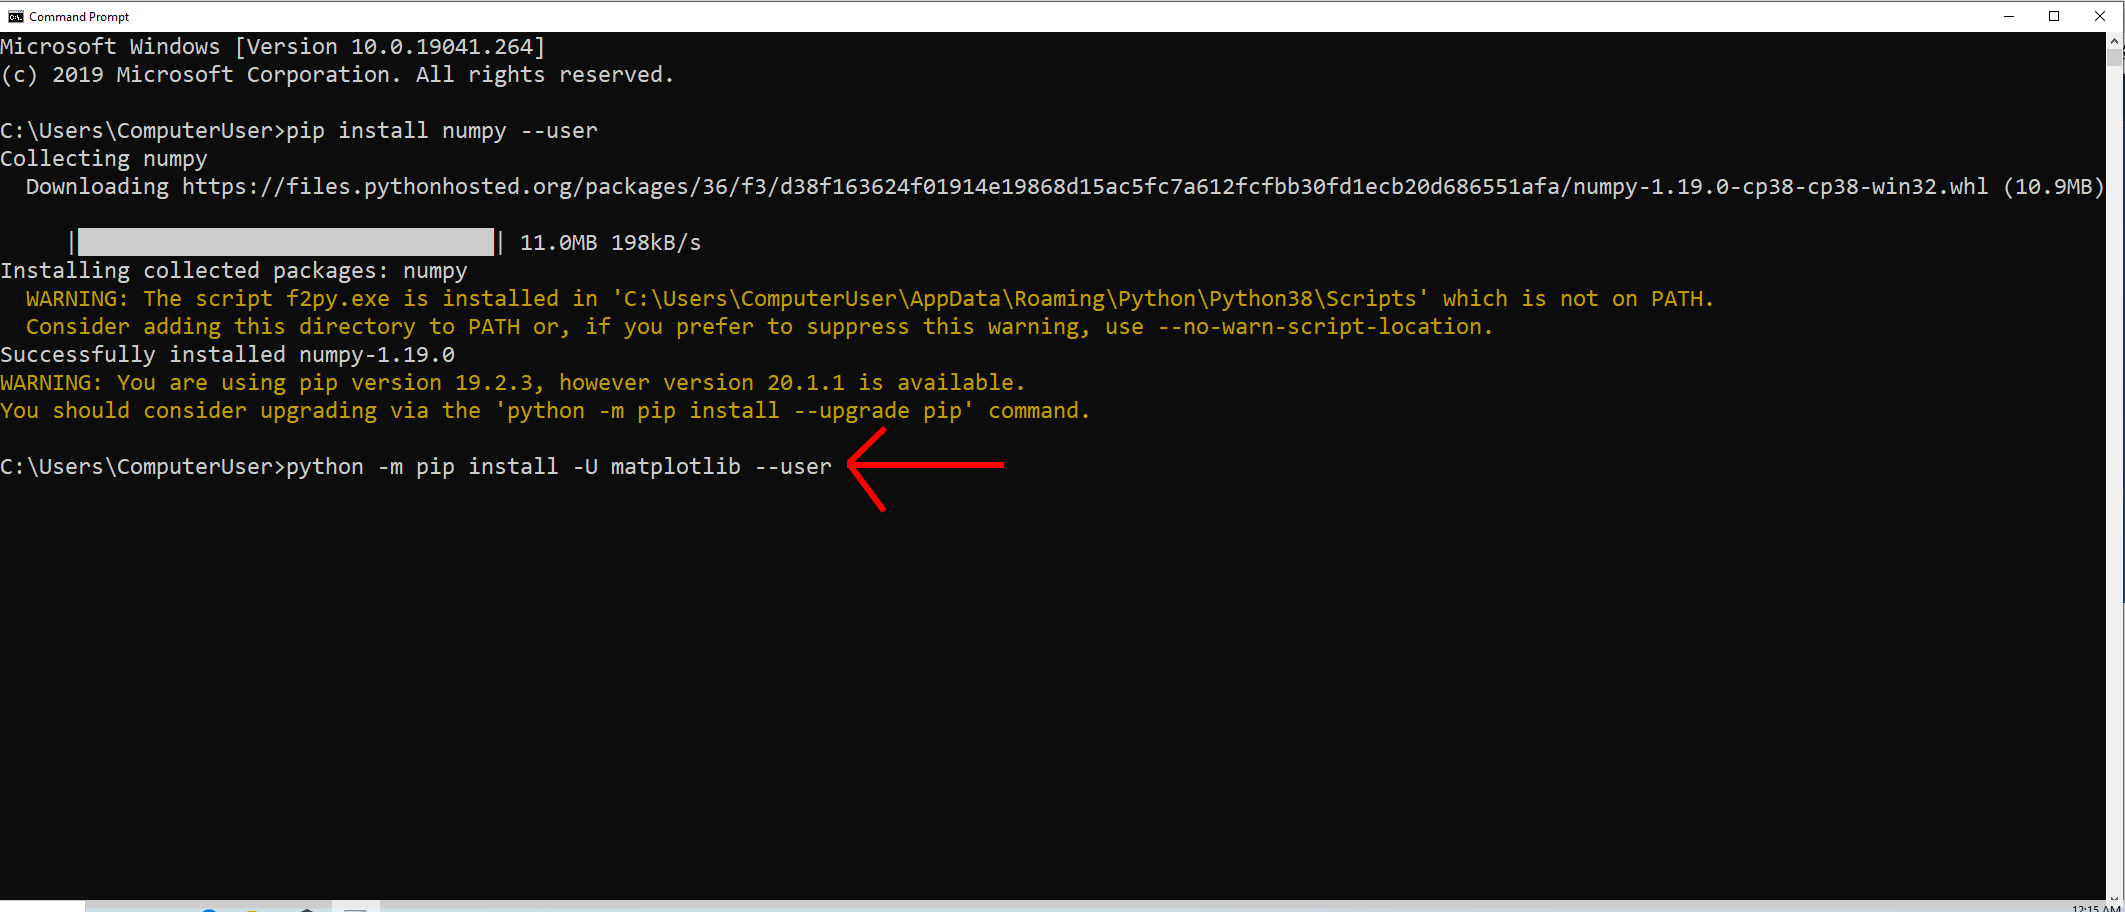 Command Prompt
Microsoft Windows [Version 10.0.19041.264]
(c) 2019 Microsoft Corporation. All rights reserved.
C:\Users\ComputerUser>pip install numpy --user
Collecting numpy
Downloading https://files.pythonhosted.org/packages/36/f3/d38f163624f01914e19868d15ac5fc7a612fcfbb30fd1ecb20d686551afa/numpy-1.19.0-cp38-cp38-win32.whl (10.9MB)
| | 11.0MB 198kB/s
Installing collected packages: numpy
WARNING: The script f2py.exe is installed in 'C:\Users\ComputerUser\AppData\Roaming\Python\Python38\Scripts' which is not on PATH.
Consider adding this directory to PATH or, if you prefer to suppress this warning, use --no-warn-script-location.
Successfully installed numpy-1.19.0
WARNING: You are using pip version 19.2.3, however version 20.1.1 is available.
You should consider upgrading via the 'python -m pip install --upgrade pip' command.
C:\Users\ComputerUser>python -m pip install -U matplotlib --user
12:15 AM